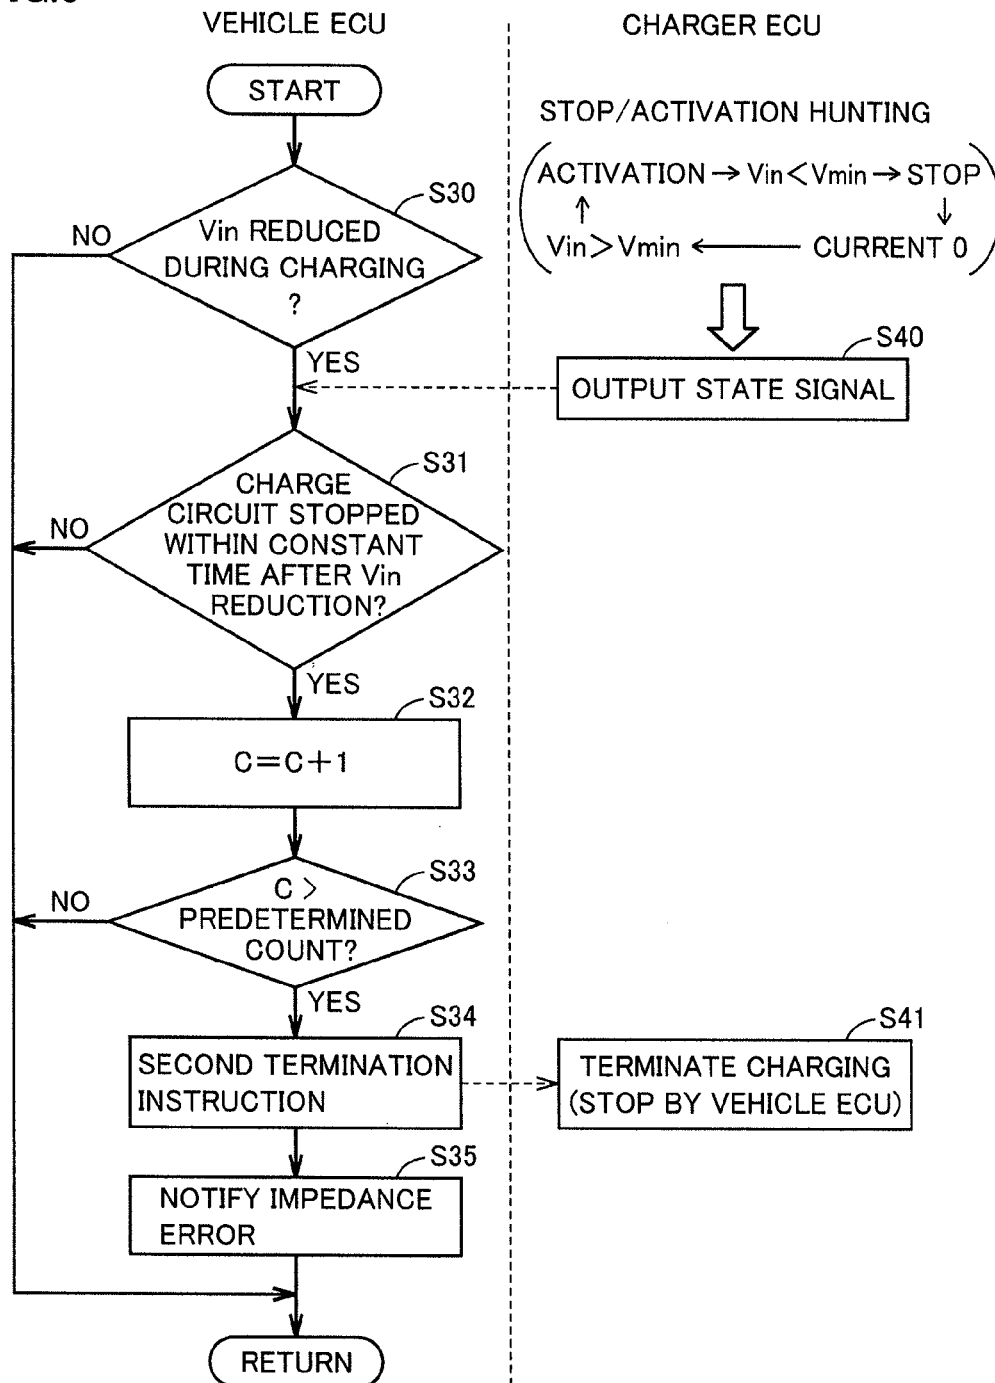 VEHICLE ECU
CHARGER ECU
START
STOP/ACTIVATION HUNTING
ACTIVATION → Vin<Vmin → STOP
↑ ↓
Vin>Vmin ← CURRENT 0
S30
NO
Vin REDUCED
DURING CHARGING
?
YES
S40
OUTPUT STATE SIGNAL
S31
CHARGE
CIRCUIT STOPPED
WITHIN CONSTANT
TIME AFTER Vin
REDUCTION?
NO
YES
S32
C=C+1
S33
C >
PREDETERMINED
COUNT?
NO
YES
S34
SECOND TERMINATION
INSTRUCTION
S41
TERMINATE CHARGING
(STOP BY VEHICLE ECU)
S35
NOTIFY IMPEDANCE
ERROR
RETURN